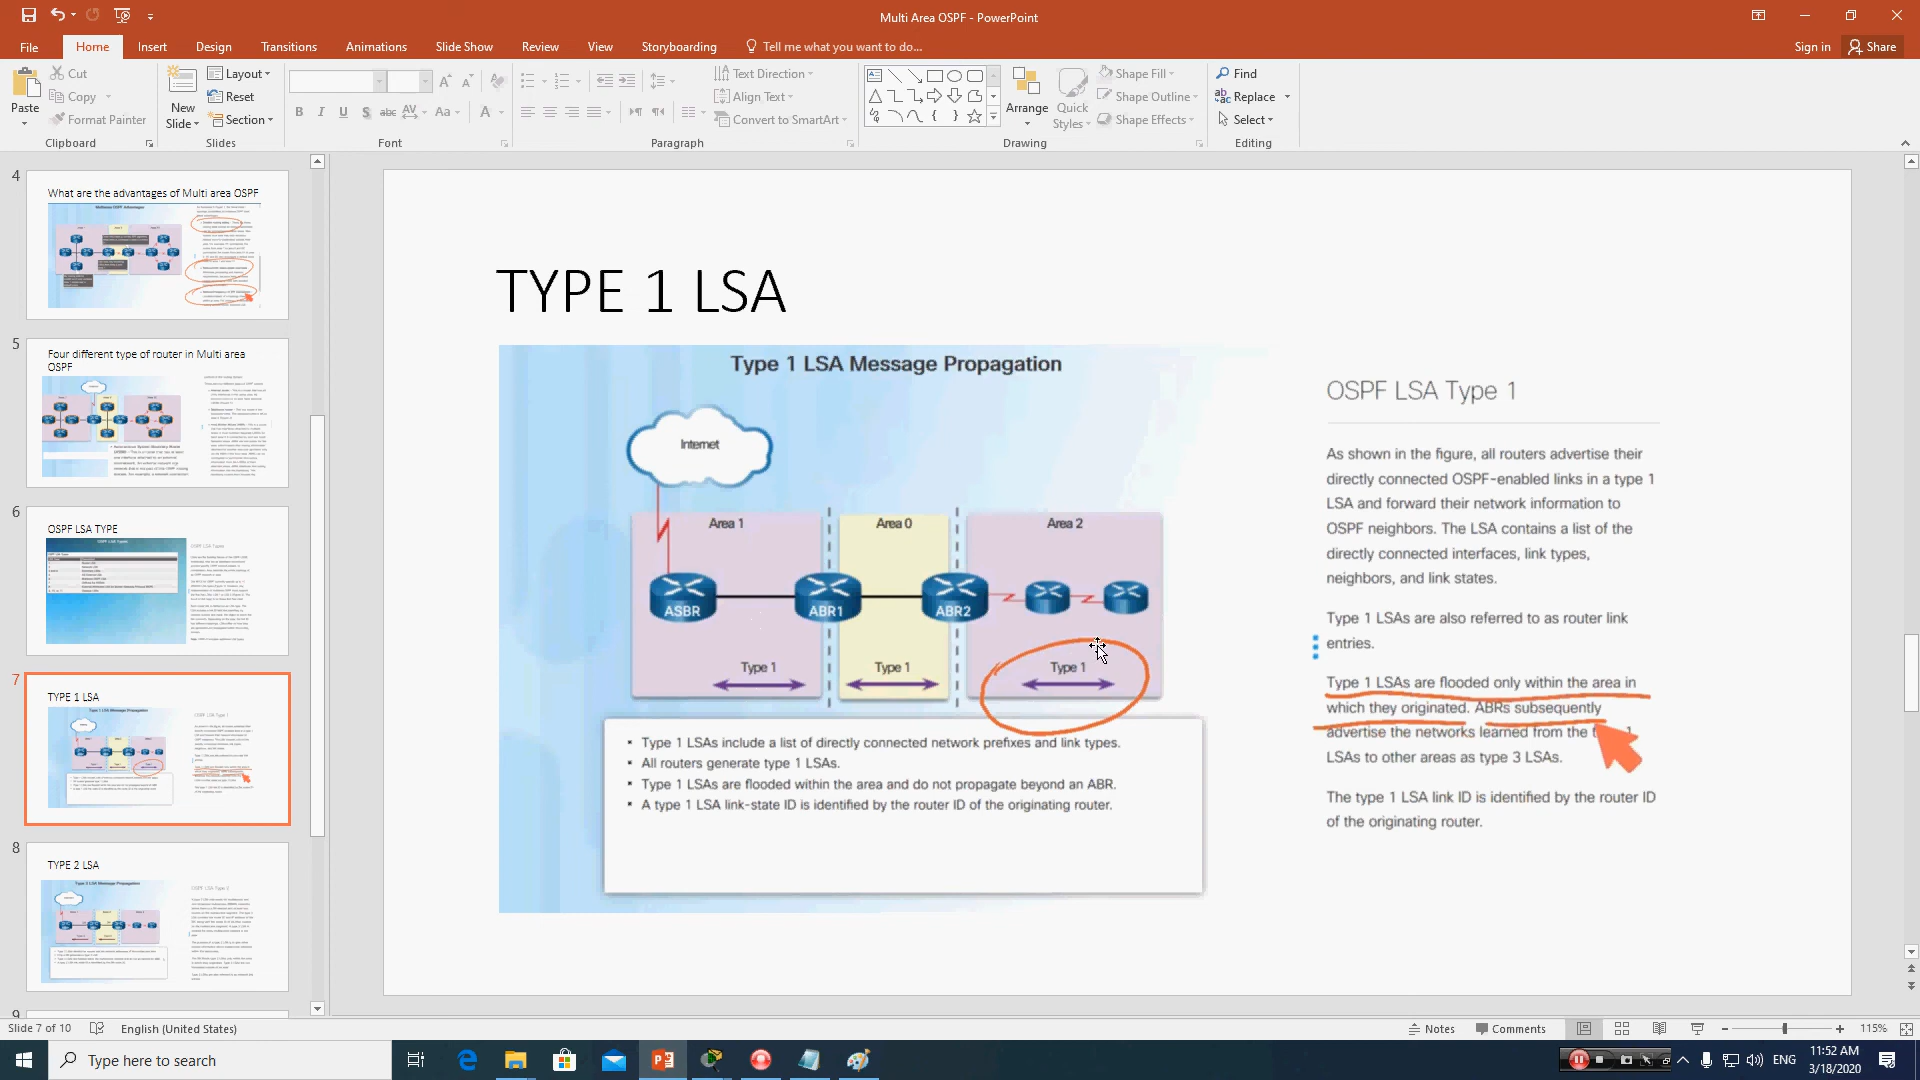 Multi Area OSPF - PowerPoint
File Home Insert Design Transitions Animations Slide Show Review View Storyboarding Tell me what you want to do... Sign in Share
Paste
Cut
Copy
Format Painter
Clipboard
New Slide
Layout
Reset
Section
Slides
B I U S abc AV Aa A
Font
Text Direction
Align Text
Convert to SmartArt
Paragraph
Arrange
Quick Styles
Shape Fill
Shape Outline
Shape Effects
Drawing
Find
Replace
Select
Editing
4
What are the advantages of Multi area OSPF
5
Four different type of router in Multi area
OSPF
6
OSPF LSA TYPE
7
TYPE 1 LSA
8
TYPE 2 LSA
9
TYPE 1 LSA
Type 1 LSA Message Propagation
Internet
Area 1
Area 0
Area 2
ASBR
ABR1
ABR2
Type 1
Type 1
Type 1
• Type 1 LSAs include a list of directly connected network prefixes and link types.
• All routers generate type 1 LSAs.
• Type 1 LSAs are flooded within the area and do not propagate beyond an ABR.
• A type 1 LSA link-state ID is identified by the router ID of the originating router.
OSPF LSA Type 1
As shown in the figure, all routers advertise their
directly connected OSPF-enabled links in a type 1
LSA and forward their network information to
OSPF neighbors. The LSA contains a list of the
directly connected interfaces, link types,
neighbors, and link states.
Type 1 LSAs are also referred to as router link
entries.
Type 1 LSAs are flooded only within the area in
which they originated. ABRs subsequently
advertise the networks learned from the
LSAs to other areas as type 3 LSAs.
The type 1 LSA link ID is identified by the router ID
of the originating router.
Slide 7 of 10 English (United States) Notes Comments 115%
Type here to search
ENG
11:52 AM
3/18/2020